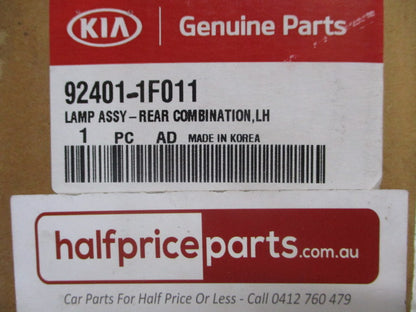 KIA Genuine Parts
92401-1F011
LAMP ASSY-REAR COMBINATION,LH
1 PC AD MADE IN KOREA
halfpriceparts.com.au
Car Parts For Half Price Or Less - Call 0412 760 479